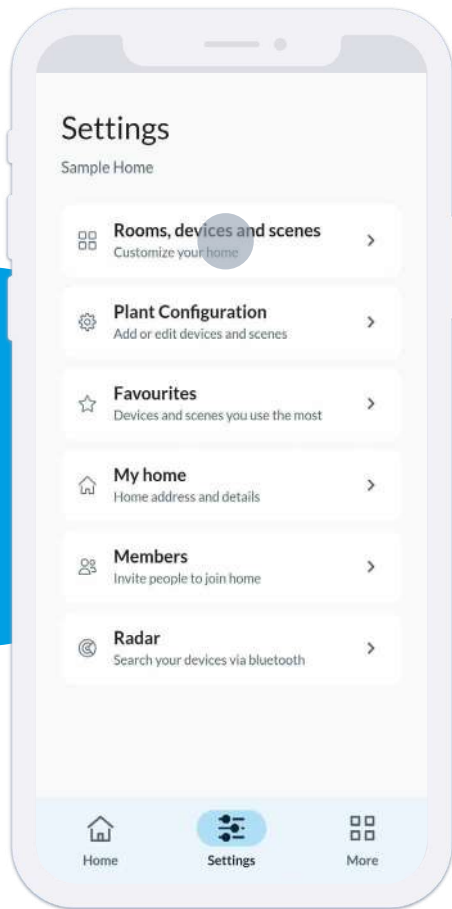 Settings
Sample Home
Rooms, devices and scenes
Customize your home
Plant Configuration
Add or edit devices and scenes
Favourites
Devices and scenes you use the most
My home
Home address and details
Members
Invite people to join home
Radar
Search your devices via bluetooth
Home Settings More